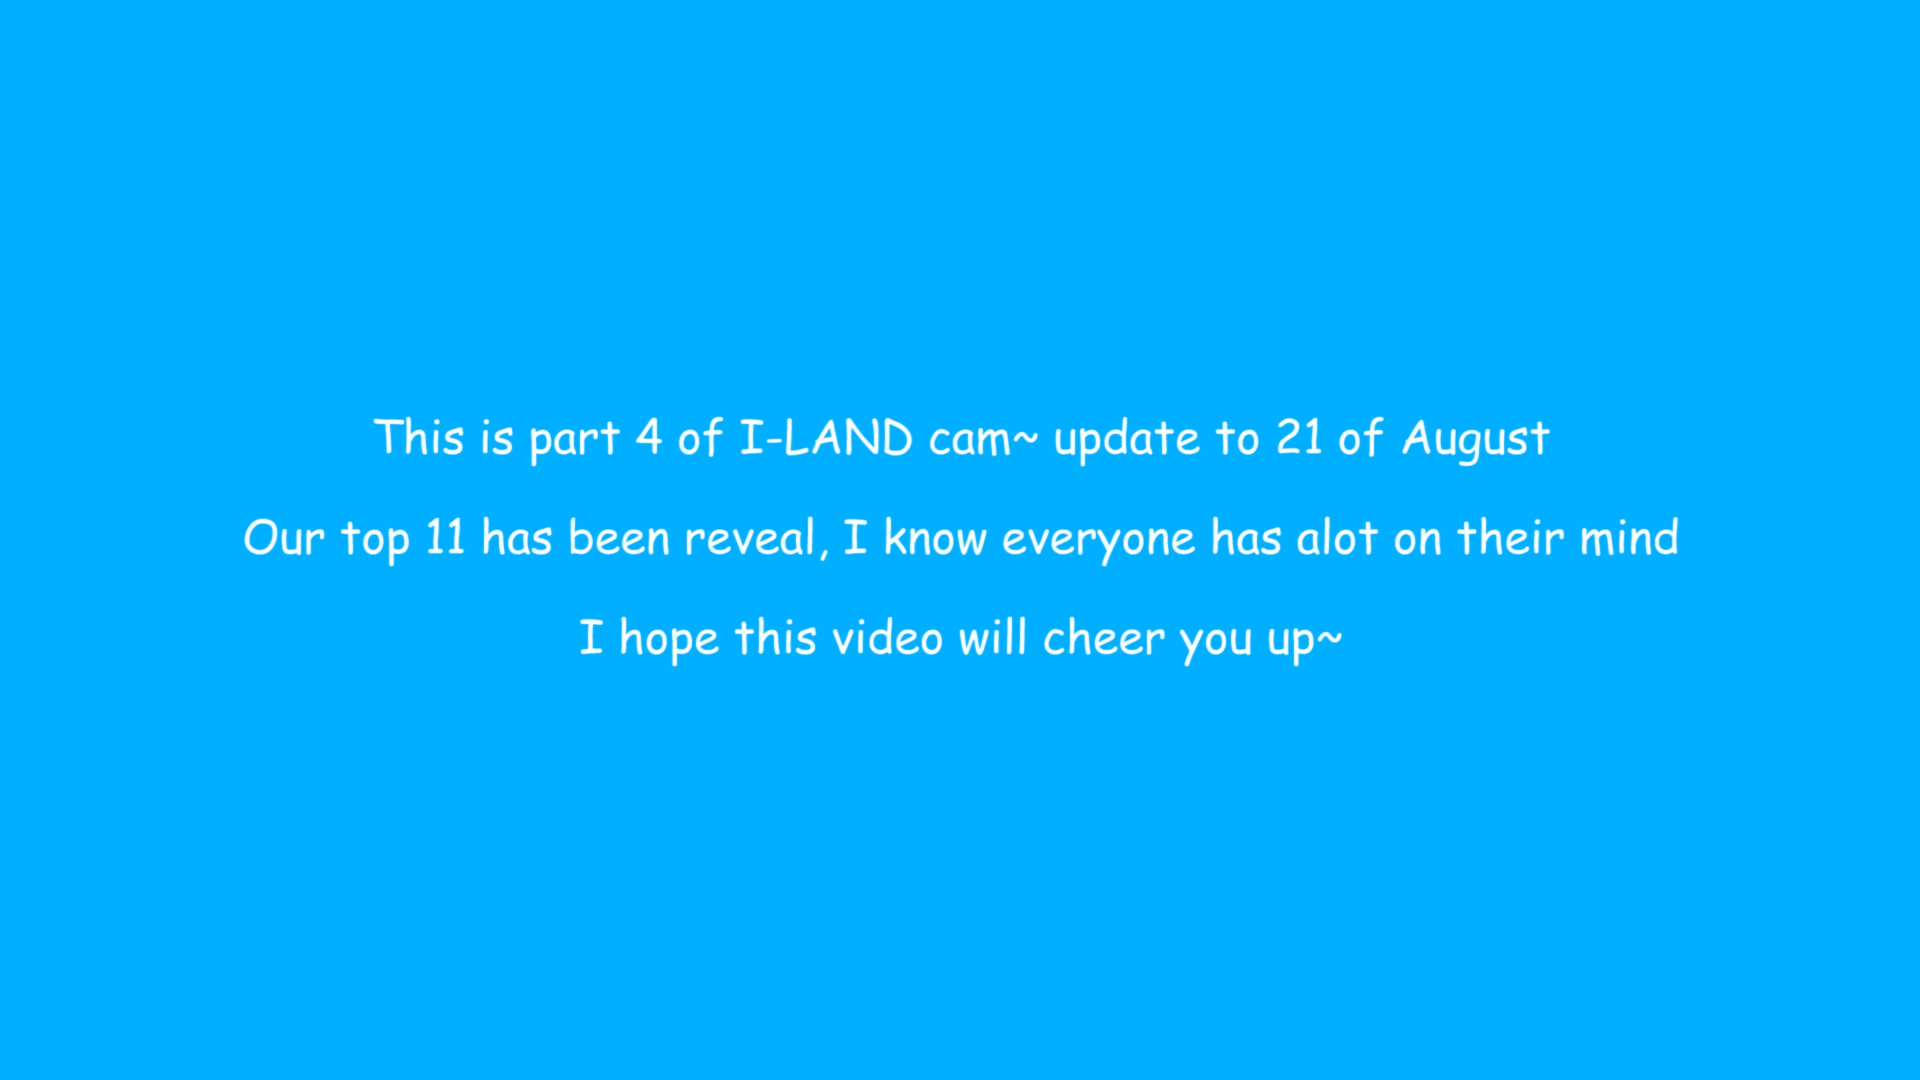 This is part 4 of I-LAND cam~ update to 21 of August
Our top 11 has been reveal, I know everyone has alot on their mind
I hope this video will cheer you up~